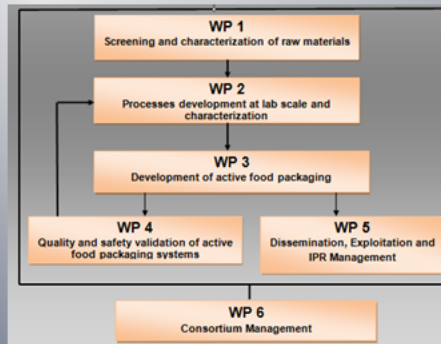 WP 1
Screening and characterization of raw materials
WP 2
Processes development at lab scale and
characterization
WP 3
Development of active food packaging
WP 4
Quality and safety validation of active
food packaging systems
WP 5
Dissemination, Exploitation and
IPR Management
WP 6
Consortium Management